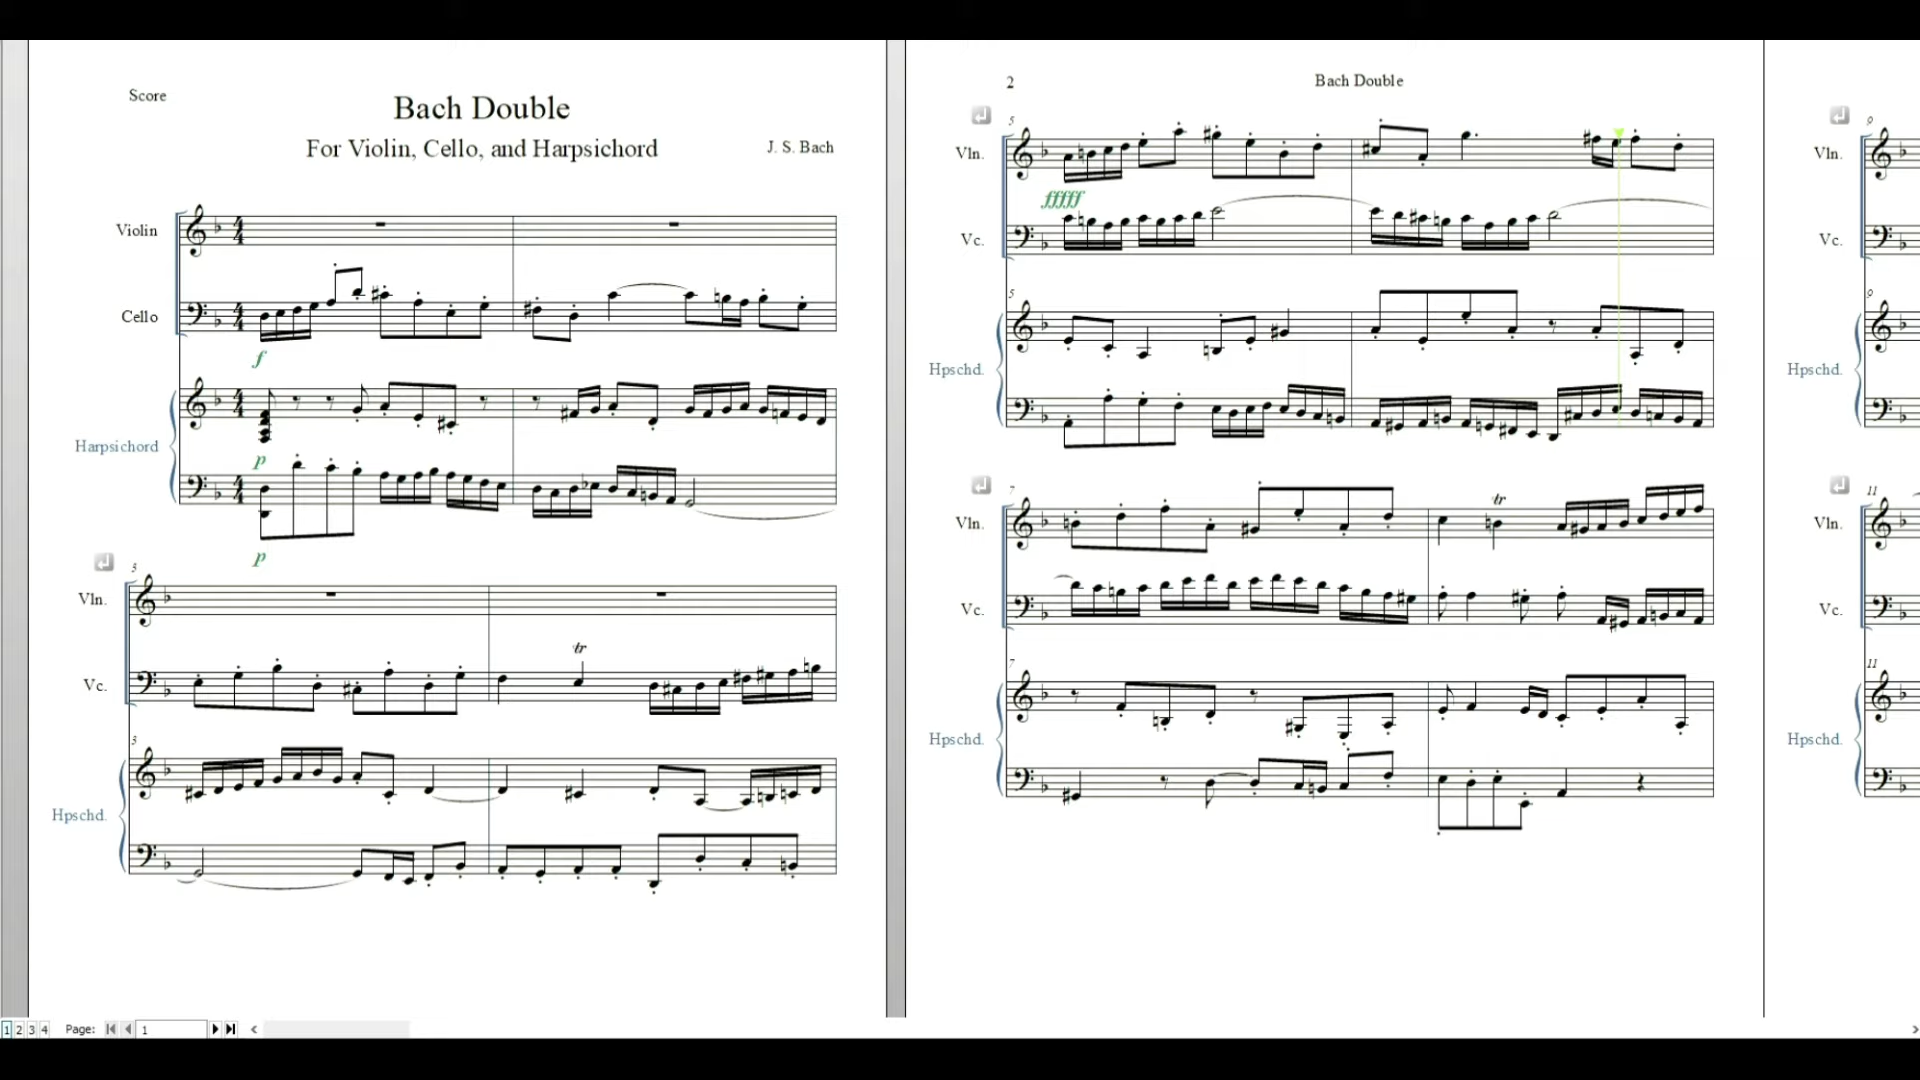 Score
Bach Double
For Violin, Cello, and Harpsichord
J. S. Bach
Violin
Cello
f
Harpsichord
p
p
3
Vln.
tr
Vc.
3
Hpschd.
2
Bach Double
5
Vln.
fffff
Vc.
5
Hpschd.
7
Vln.
tr
Vc.
7
Hpschd.
9
Vln.
Vc.
9
Hpschd.
11
Vln.
Vc.
11
Hpschd.
1 2 3 4 Page: 1